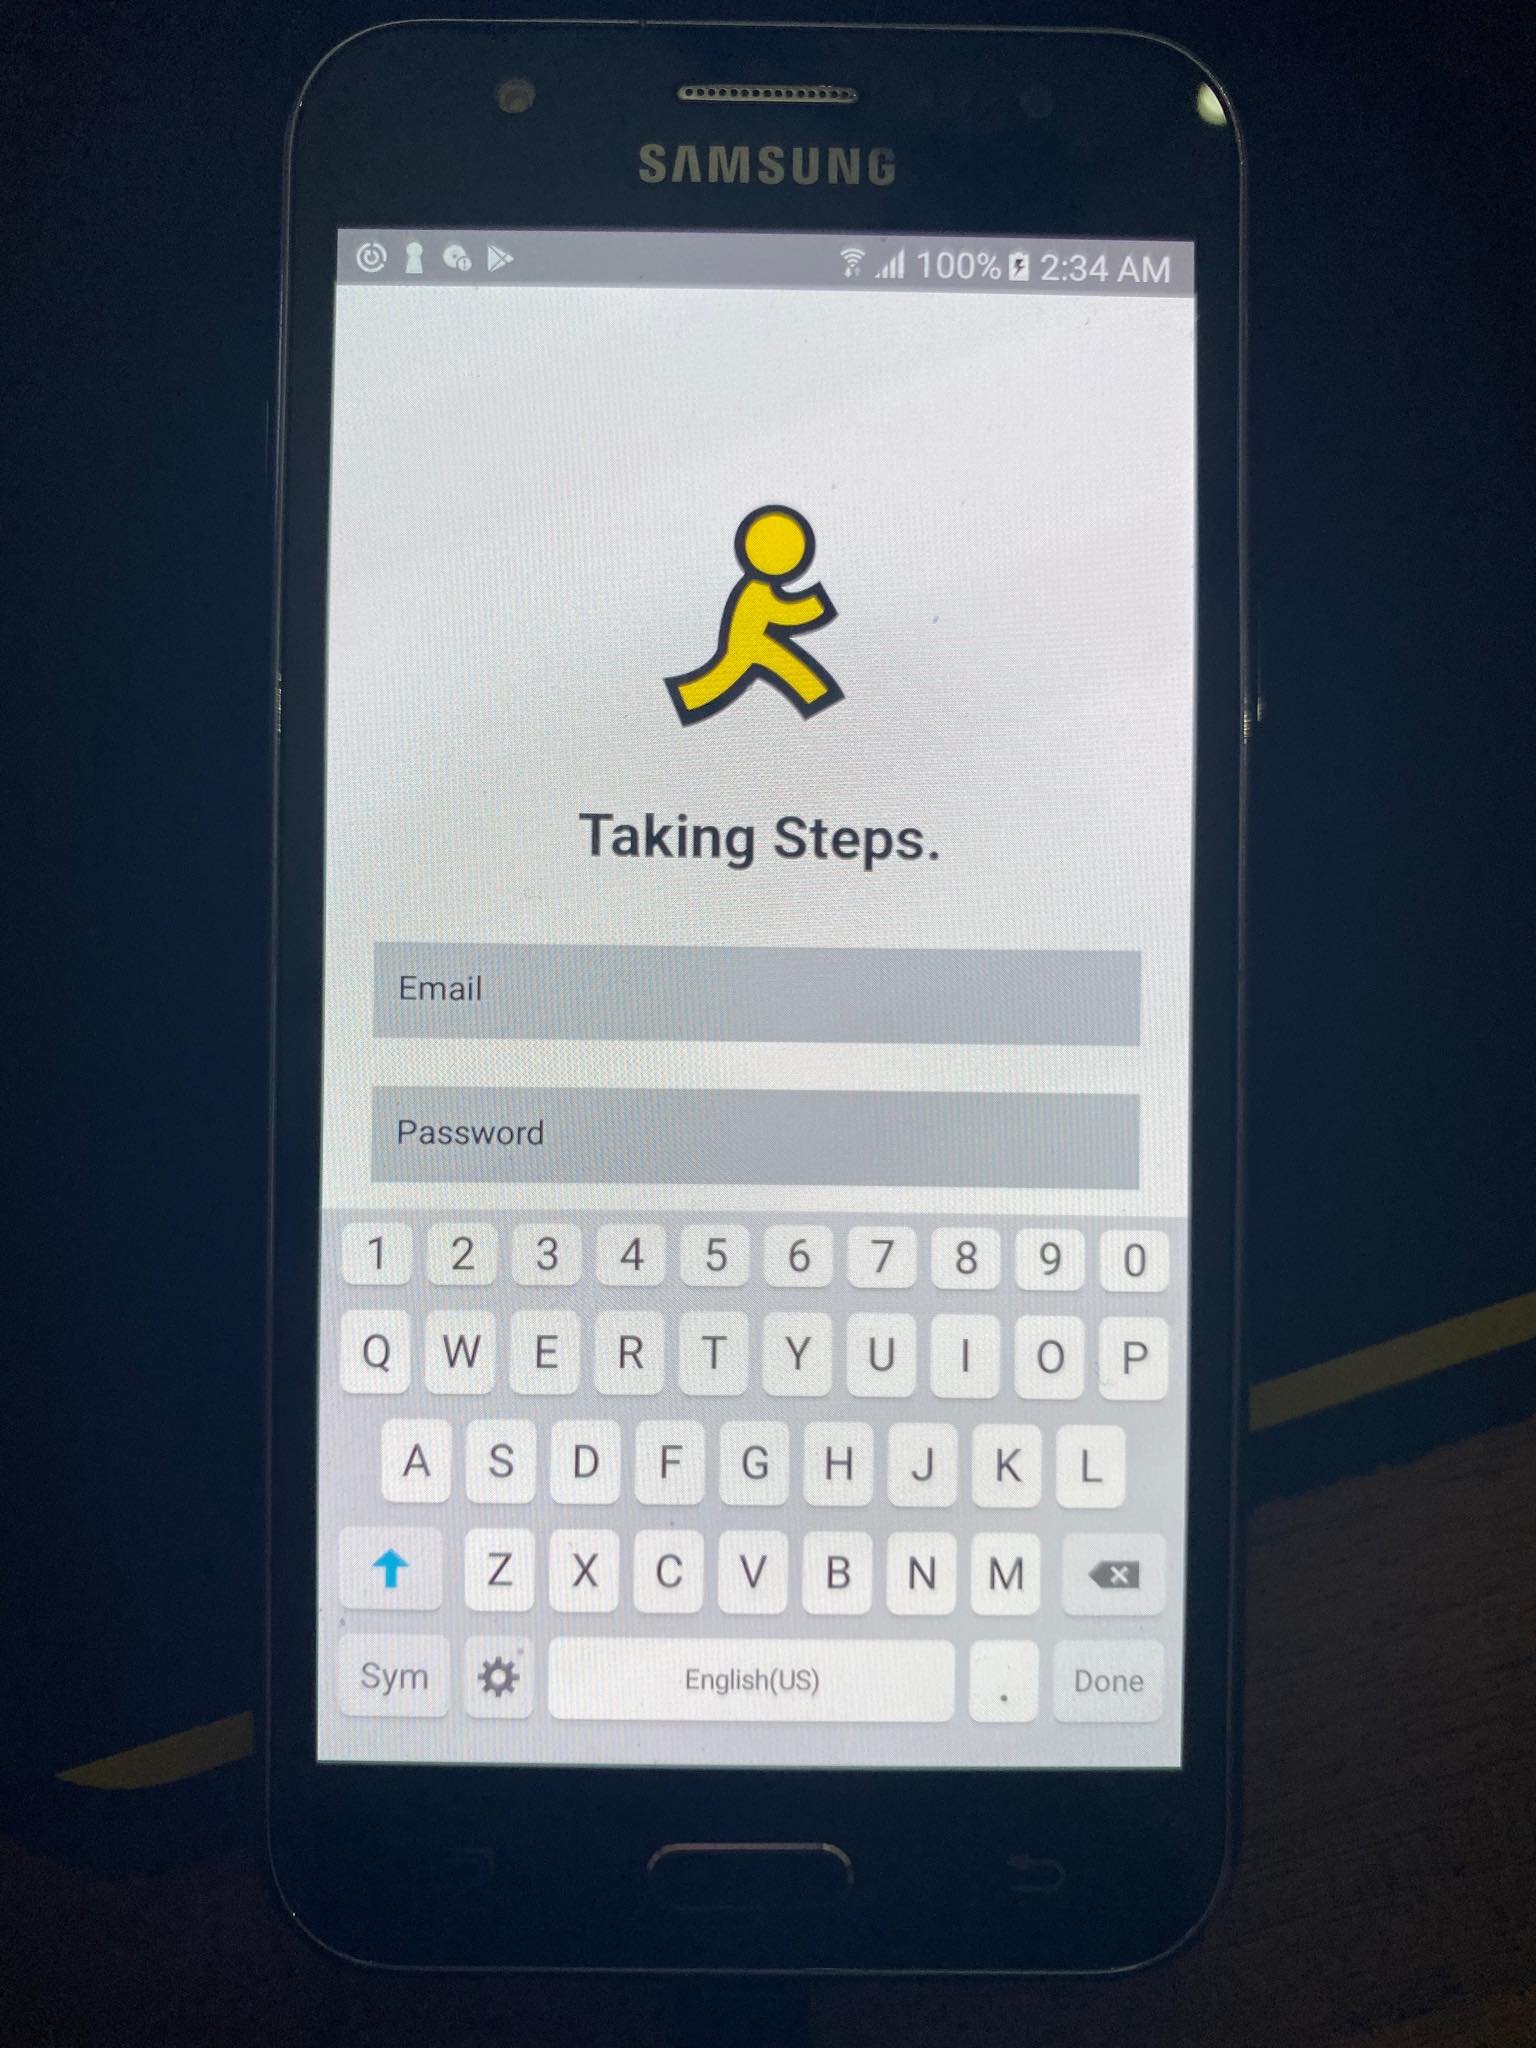 SAMSUNG
100% 2:34 AM
Taking Steps.
Email
Password
1 2 3 4 5 6 7 8 9 0
Q W E R T Y U I O P
A S D F G H J K L
Z X C V B N M
Sym English(US) . Done